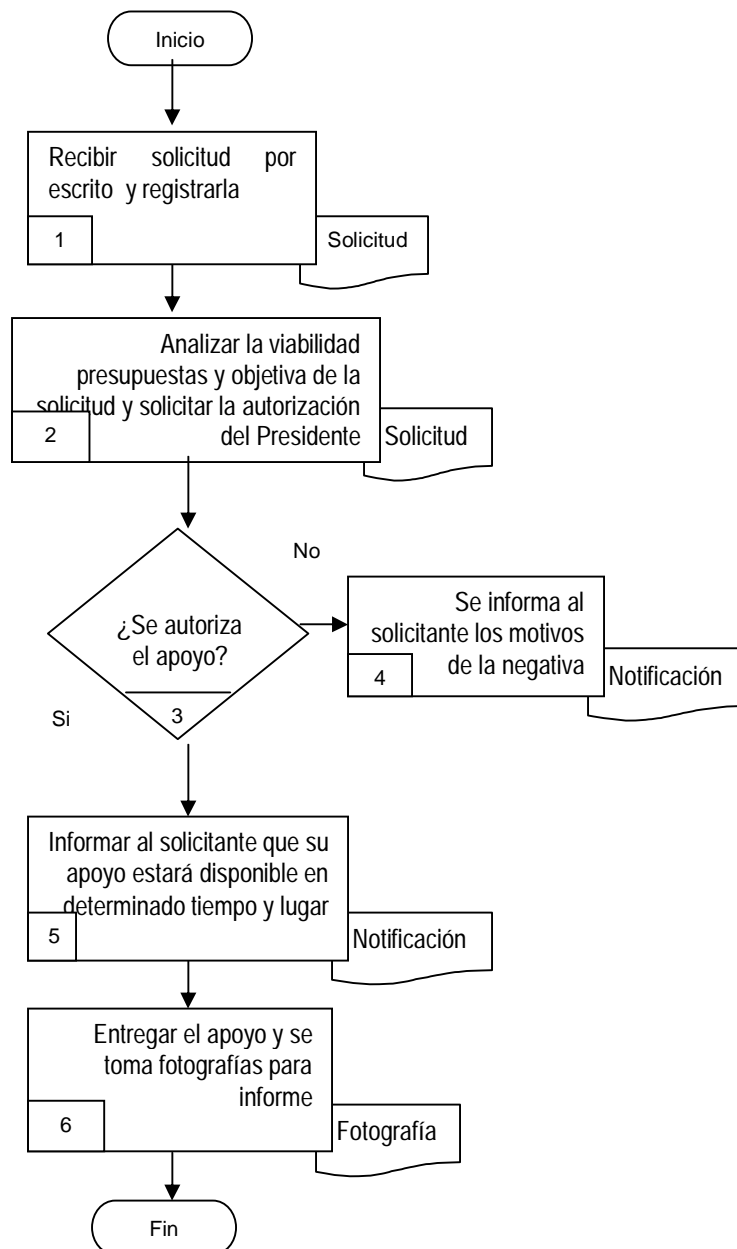 Inicio
Recibir solicitud por
escrito y registrarla
1
Solicitud
Analizar la viabilidad
presupuestas y objetiva de la
solicitud y solicitar la autorización
del Presidente
2
Solicitud
No
¿Se autoriza
el apoyo?
3
Si
Se informa al
solicitante los motivos
de la negativa
4
Notificación
Informar al solicitante que su
apoyo estará disponible en
determinado tiempo y lugar
5
Notificación
Entregar el apoyo y se
toma fotografías para
informe
6
Fotografía
Fin